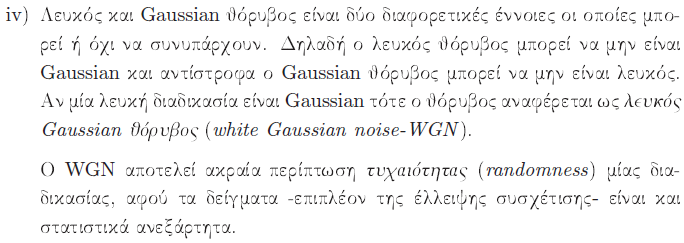 iv) Λευκός και Gaussian θόρυβος είναι δύο διαφορετικές έννοιες οι οποίες μπο-
ρεί ή όχι να συνυπάρχουν. Δηλαδή ο λευκός θόρυβος μπορεί να μην είναι
Gaussian και αντίστροφα ο Gaussian θόρυβος μπορεί να μην είναι λευκός.
Αν μία λευκή διαδικασία είναι Gaussian τότε ο θόρυβος αναφέρεται ως λευκός
Gaussian θόρυβος (white Gaussian noise-WGN).
Ο WGN αποτελεί ακραία περίπτωση τυχαιότητας (randomness) μίας δια-
δικασίας, αφού τα δείγματα -επιπλέον της έλλειψης συσχέτισης- είναι και
στατιστικά ανεξάρτητα.